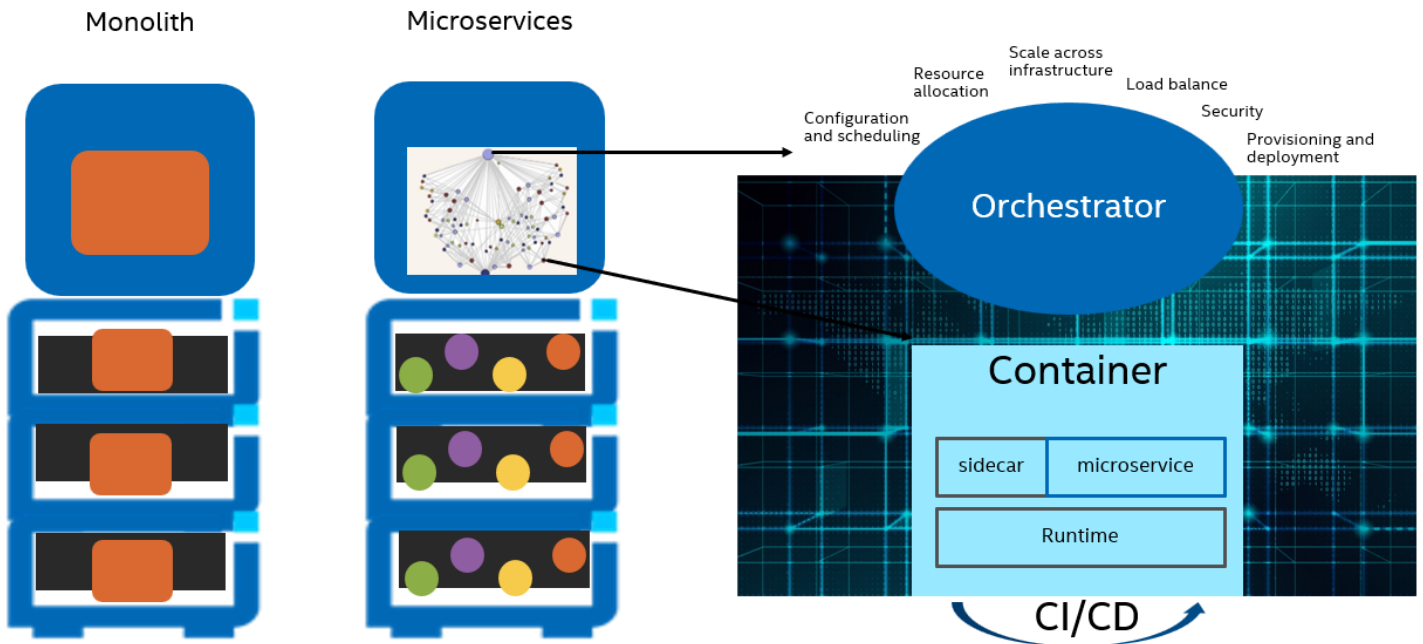 Monolith
Microservices
Configuration
and scheduling
Resource
allocation
Scale across
infrastructure
Load balance
Security
Provisioning and
deployment
Orchestrator
Container
sidecar
microservice
Runtime
CI/CD